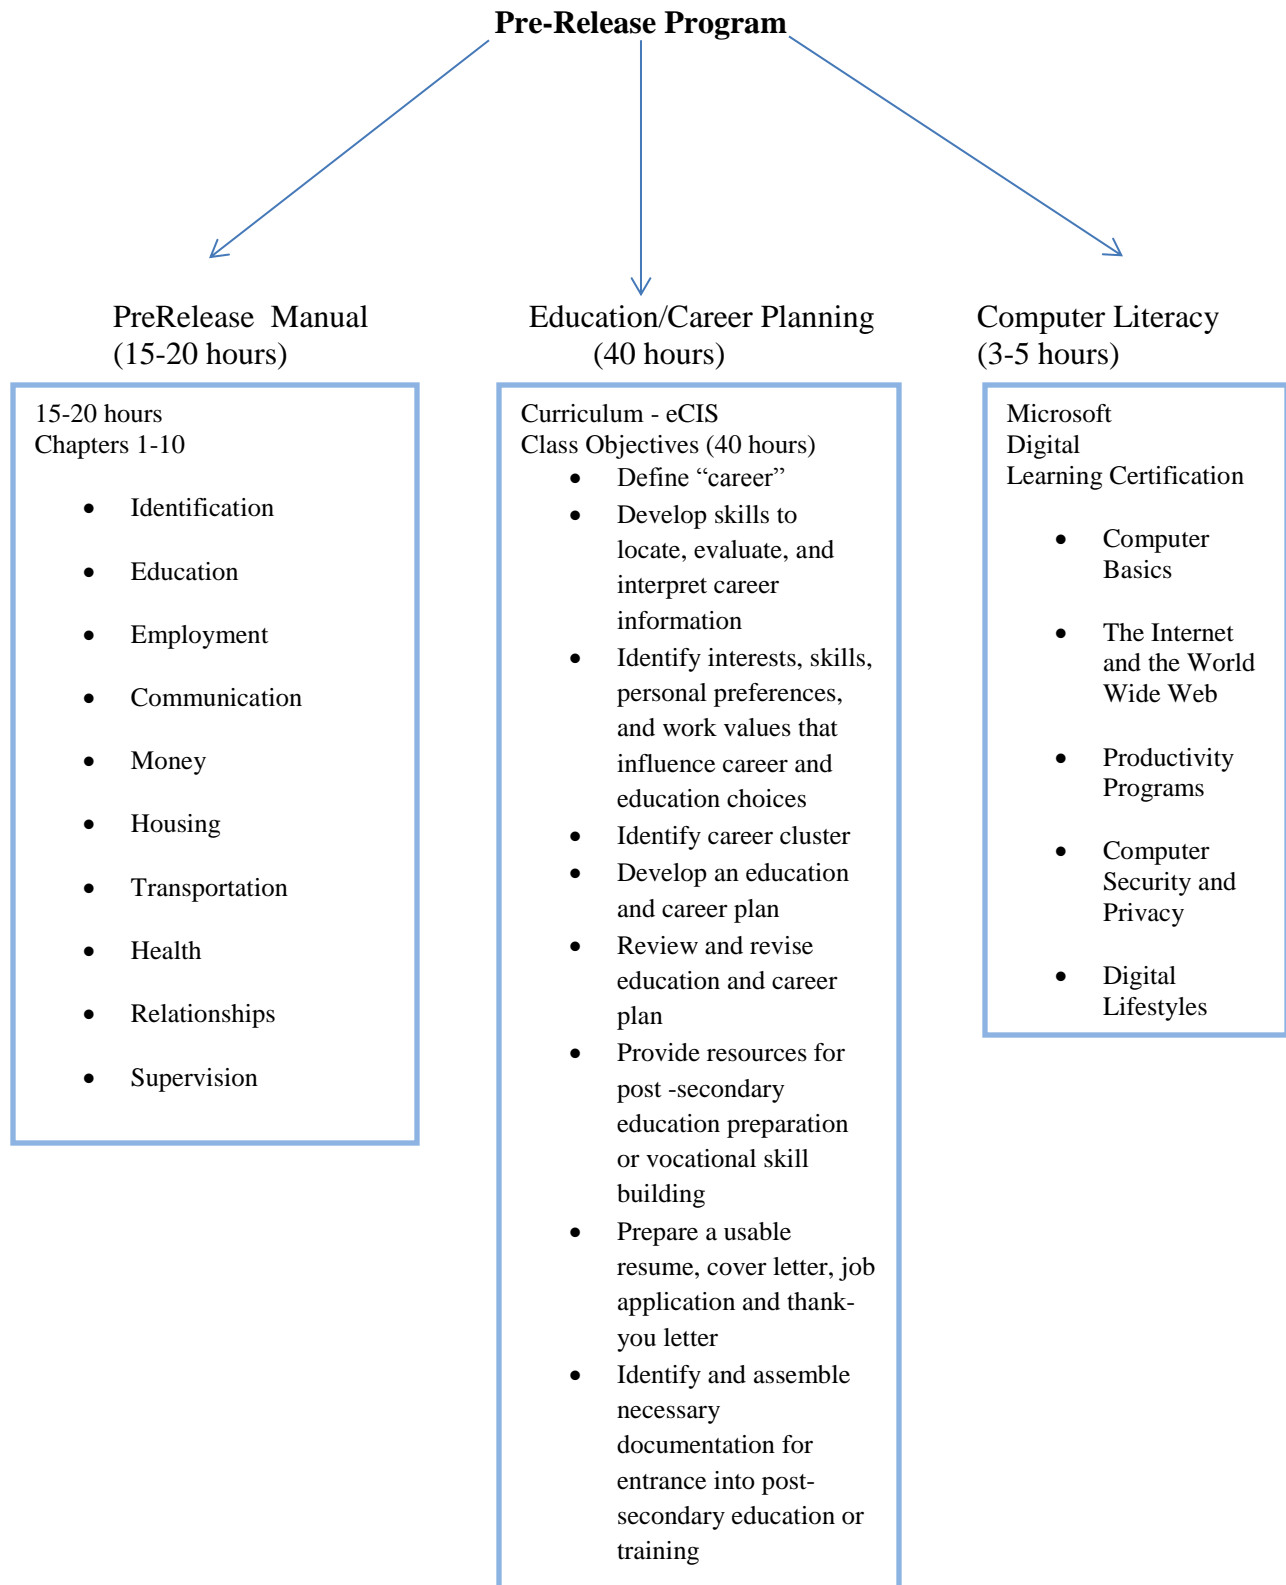 Pre-Release Program
PreRelease Manual
(15-20 hours)
15-20 hours
Chapters 1-10
• Identification
• Education
• Employment
• Communication
• Money
• Housing
• Transportation
• Health
• Relationships
• Supervision
Education/Career Planning
(40 hours)
Curriculum - eCIS
Class Objectives (40 hours)
• Define “career”
• Develop skills to
locate, evaluate, and
interpret career
information
• Identify interests, skills,
personal preferences,
and work values that
influence career and
education choices
• Identify career cluster
• Develop an education
and career plan
• Review and revise
education and career
plan
• Provide resources for
post -secondary
education preparation
or vocational skill
building
• Prepare a usable
resume, cover letter, job
application and thank-
you letter
• Identify and assemble
necessary
documentation for
entrance into post-
secondary education or
training
Computer Literacy
(3-5 hours)
Microsoft
Digital
Learning Certification
• Computer
Basics
• The Internet
and the World
Wide Web
• Productivity
Programs
• Computer
Security and
Privacy
• Digital
Lifestyles